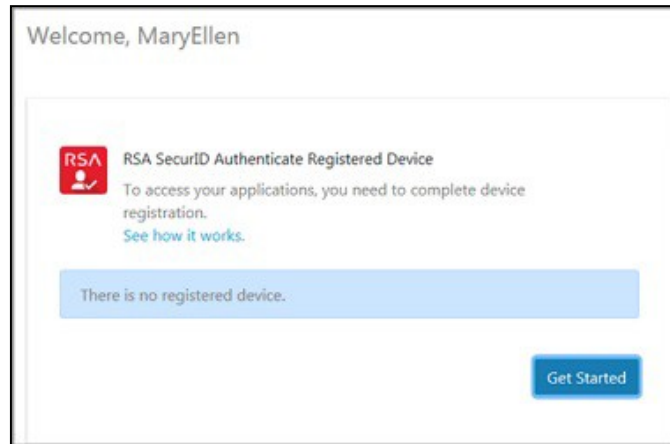 Welcome, MaryEllen
RSA
RSA SecurID Authenticate Registered Device
To access your applications, you need to complete device
registration.
See how it works.
There is no registered device.
Get Started